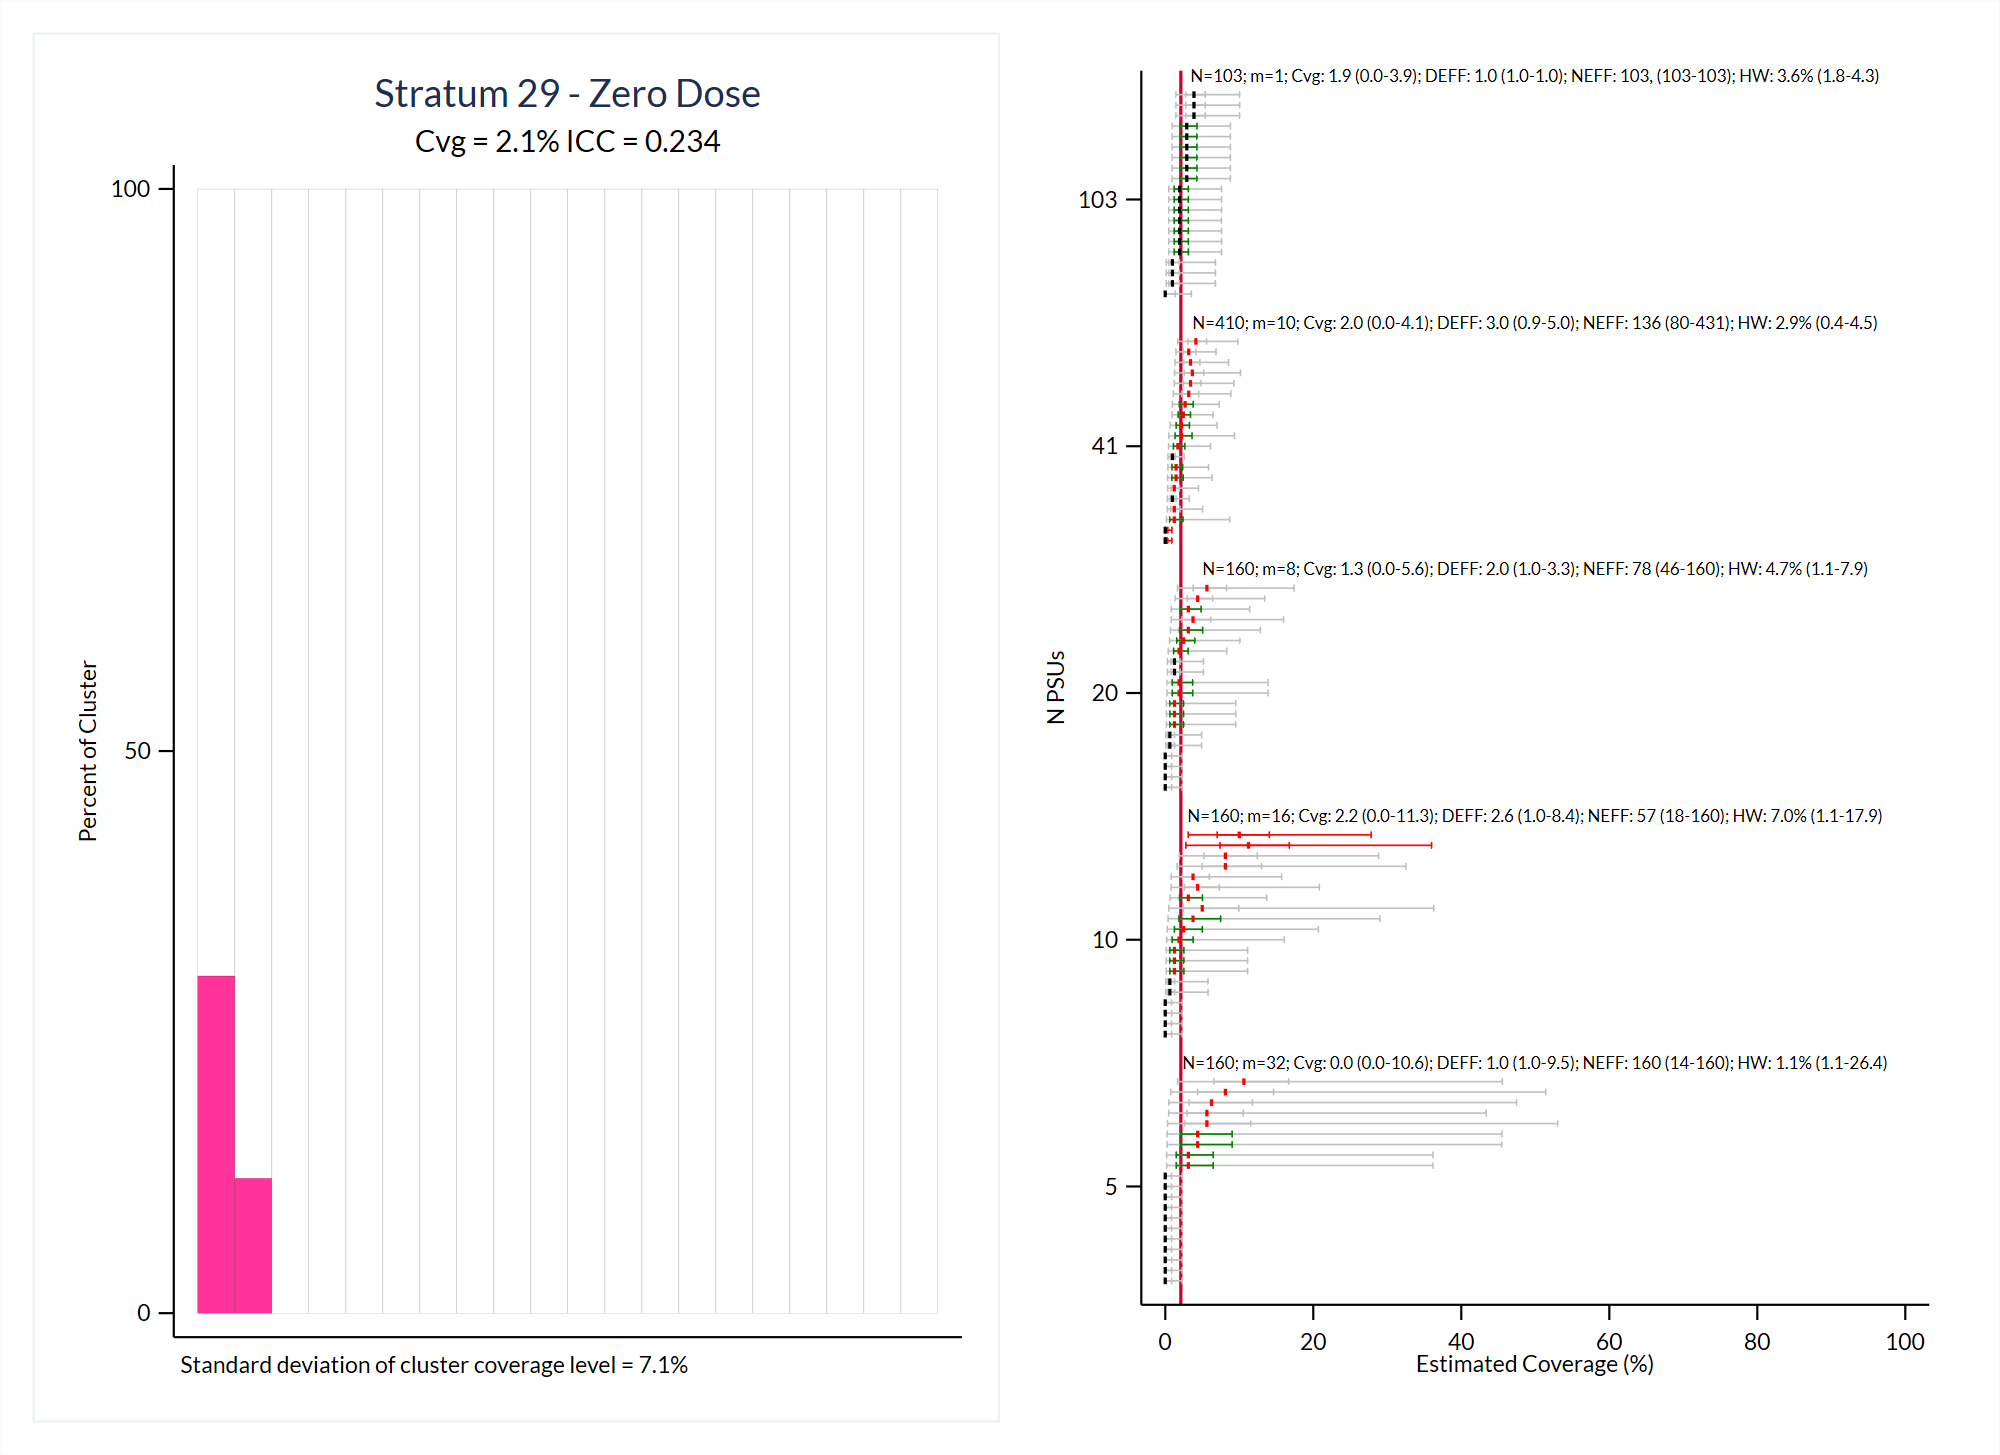 Stratum 29 - Zero Dose
Cvg = 2.1% ICC = 0.234
100
50
0
Percent of Cluster
Standard deviation of cluster coverage level = 7.1%
N=103; m=1; Cvg: 1.9 (0.0-3.9); DEFF: 1.0 (1.0-1.0); NEFF: 103, (103-103); HW: 3.6% (1.8-4.3)
103
N=410; m=10; Cvg: 2.0 (0.0-4.1); DEFF: 3.0 (0.9-5.0); NEFF: 136 (80-431); HW: 2.9% (0.4-4.5)
41
N=160; m=8; Cvg: 1.3 (0.0-5.6); DEFF: 2.0 (1.0-3.3); NEFF: 78 (46-160); HW: 4.7% (1.1-7.9)
20
N PSUs
N=160; m=16; Cvg: 2.2 (0.0-11.3); DEFF: 2.6 (1.0-8.4); NEFF: 57 (18-160); HW: 7.0% (1.1-17.9)
10
N=160; m=32; Cvg: 0.0 (0.0-10.6); DEFF: 1.0 (1.0-9.5); NEFF: 160 (14-160); HW: 1.1% (1.1-26.4)
5
0 20 40 60 80 100
Estimated Coverage (%)